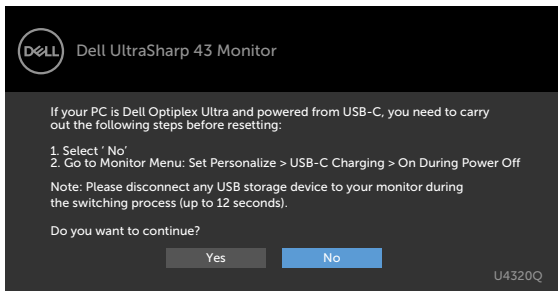 DELL
Dell UltraSharp 43 Monitor
If your PC is Dell Optiplex Ultra and powered from USB-C, you need to carry
out the following steps before resetting:
1. Select ‘ No’
2. Go to Monitor Menu: Set Personalize > USB-C Charging > On During Power Off
Note: Please disconnect any USB storage device to your monitor during
the switching process (up to 12 seconds).
Do you want to continue?
Yes No
U4320Q